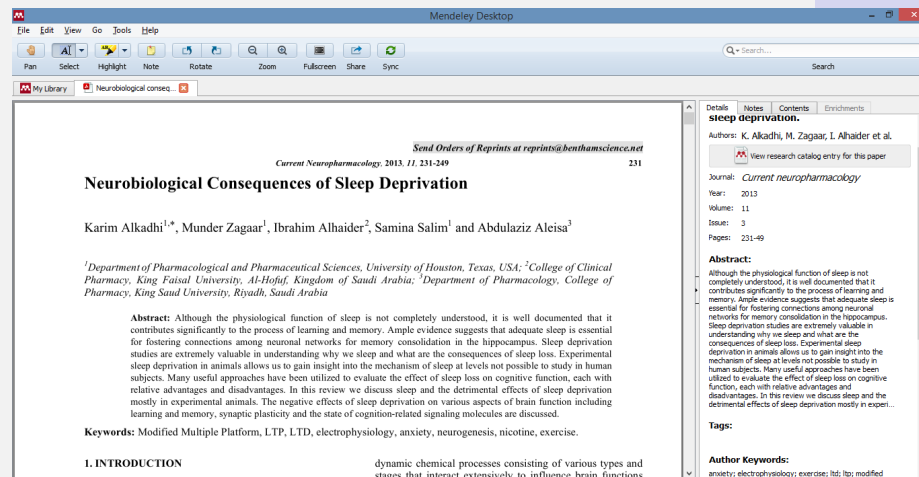 Mendeley Desktop
File Edit View Go Tools Help
Pan Select Highlight Note Rotate Zoom Fullscreen Share Sync
Search...
Search
My Library Neurobiological conseq...
Send Orders of Reprints at reprints@benthamscience.net
Current Neuropharmacology, 2013, 11, 231-249 231
Neurobiological Consequences of Sleep Deprivation
Karim Alkadhi1,*, Munder Zagaar1, Ibrahim Alhaider2, Samina Salim1 and Abdulaziz Aleisa3
1Department of Pharmacological and Pharmaceutical Sciences, University of Houston, Texas, USA; 2College of Clinical
Pharmacy, King Faisal University, Al-Hofuf, Kingdom of Saudi Arabia; 3Department of Pharmacology, College of
Pharmacy, King Saud University, Riyadh, Saudi Arabia
Abstract: Although the physiological function of sleep is not completely understood, it is well documented that it
contributes significantly to the process of learning and memory. Ample evidence suggests that adequate sleep is essential
for fostering connections among neuronal networks for memory consolidation in the hippocampus. Sleep deprivation
studies are extremely valuable in understanding why we sleep and what are the consequences of sleep loss. Experimental
sleep deprivation in animals allows us to gain insight into the mechanism of sleep at levels not possible to study in human
subjects. Many useful approaches have been utilized to evaluate the effect of sleep loss on cognitive function, each with
relative advantages and disadvantages. In this review we discuss sleep and the detrimental effects of sleep deprivation
mostly in experimental animals. The negative effects of sleep deprivation on various aspects of brain function including
learning and memory, synaptic plasticity and the state of cognition-related signaling molecules are discussed.
Keywords: Modified Multiple Platform, LTP, LTD, electrophysiology, anxiety, neurogenesis, nicotine, exercise.
1. INTRODUCTION
dynamic chemical processes consisting of various types and
stages that interact extensively to influence brain functions
Details Notes Contents Enrichments
sleep deprivation.
Authors: K. Alkadhi, M. Zagaar, I. Alhaider et al.
View research catalog entry for this paper
Journal: Current neuropharmacology
Year: 2013
Volume: 11
Issue: 3
Pages: 231-49
Abstract:
Although the physiological function of sleep is not
completely understood, it is well documented that it
contributes significantly to the process of learning and
memory. Ample evidence suggests that adequate sleep is
essential for fostering connections among neuronal
networks for memory consolidation in the hippocampus.
Sleep deprivation studies are extremely valuable in
understanding why we sleep and what are the
consequences of sleep loss. Experimental sleep
deprivation in animals allows us to gain insight into the
mechanism of sleep at levels not possible to study in
human subjects. Many useful approaches have been
utilized to evaluate the effect of sleep loss on cognitive
function, each with relative advantages and
disadvantages. In this review we discuss sleep and the
detrimental effects of sleep deprivation mostly in experi...
Tags:
Author Keywords:
anxiety; electrophysiology; exercise; ltd; ltp; modified